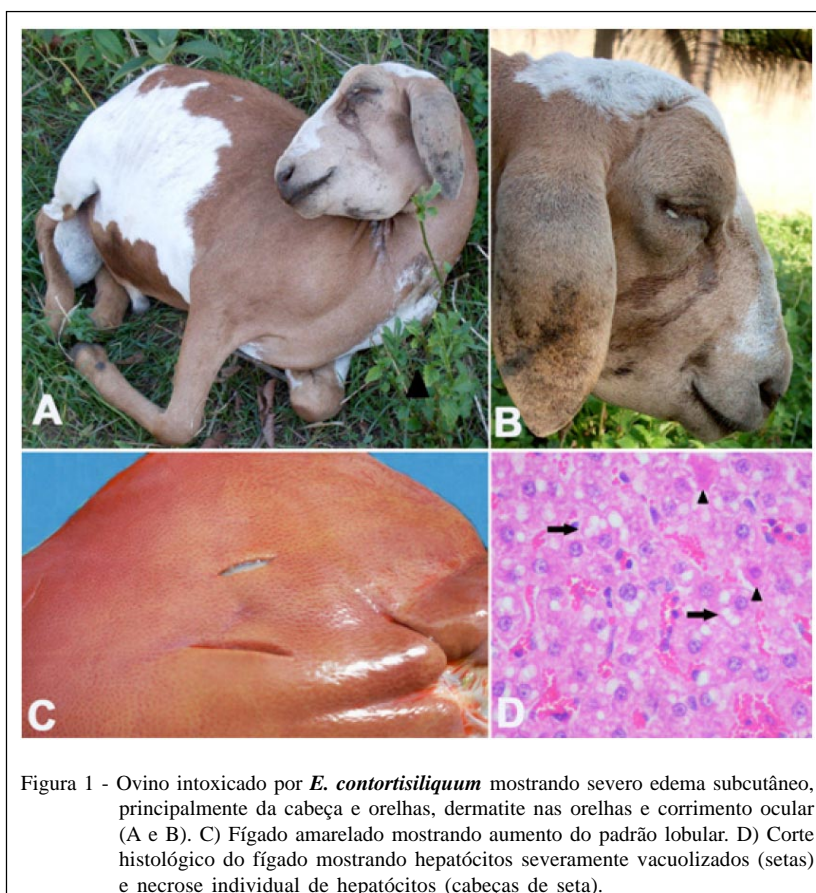 A
B
C
D
Figura 1 - Ovino intoxicado por E. contortisiliquum mostrando severo edema subcutâneo,
principalmente da cabeça e orelhas, dermatite nas orelhas e corrimento ocular
(A e B). C) Fígado amarelado mostrando aumento do padrão lobular. D) Corte
histológico do fígado mostrando hepatócitos severamente vacuolizados (setas)
e necrose individual de hepatócitos (cabeças de seta).